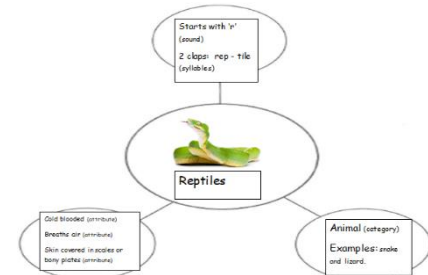 Starts with 'r'
(sound)
2 claps: rep - tile
(syllables)
Reptiles
Cold blooded (attribute)
Breaths air (attribute)
Skin covered in scales or
bony plates (attribute)
Animal (category)
Examples: snake
and lizard.